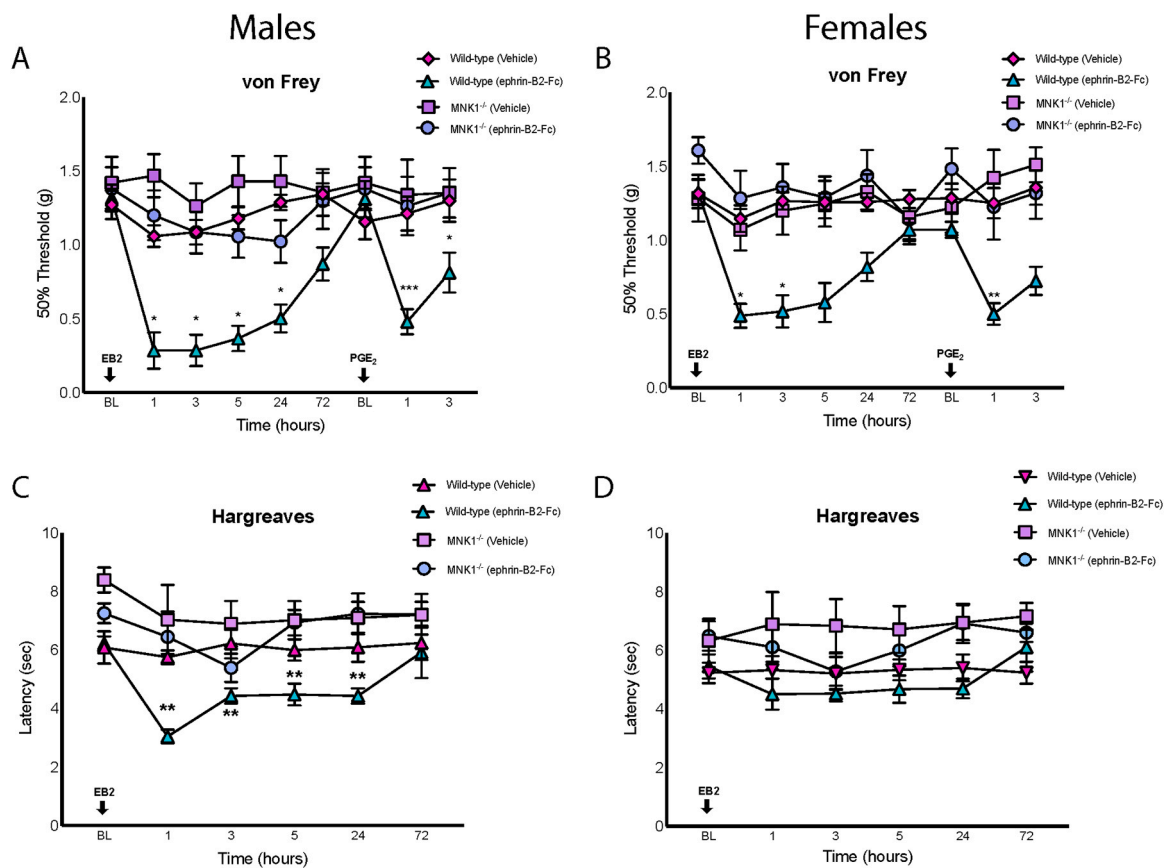 Males
Females
A
von Frey
Wild-type (Vehicle)
Wild-type (ephrin-B2-Fc)
MNK1-/- (Vehicle)
MNK1-/- (ephrin-B2-Fc)
50% Threshold (g)
2.0
1.5
1.0
0.5
0.0
* * * * *** *
EB2
PGE2
BL 1 3 5 24 72 BL 1 3
Time (hours)
B
von Frey
Wild-type (Vehicle)
Wild-type (ephrin-B2-Fc)
MNK1-/- (Vehicle)
MNK1-/- (ephrin-B2-Fc)
50% Threshold (g)
2.0
1.5
1.0
0.5
0.0
* * **
EB2
PGE2
BL 1 3 5 24 72 BL 1 3
Time (hours)
C
Hargreaves
Wild-type (Vehicle)
Wild-type (ephrin-B2-Fc)
MNK1-/- (Vehicle)
MNK1-/- (ephrin-B2-Fc)
Latency (sec)
10
8
6
4
2
0
** ** ** **
EB2
BL 1 3 5 24 72
Time (hours)
D
Hargreaves
Wild-type (Vehicle)
Wild-type (ephrin-B2-Fc)
MNK1-/- (Vehicle)
MNK1-/- (ephrin-B2-Fc)
Latency (sec)
10
8
6
4
2
0
EB2
BL 1 3 5 24 72
Time (hours)